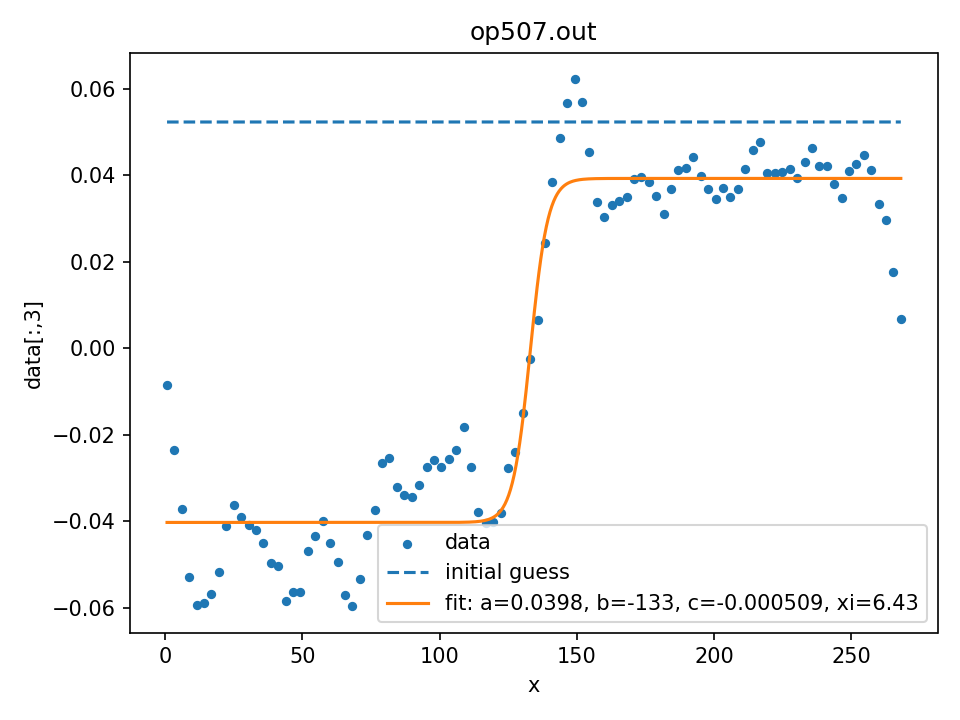 op507.out
0.06
0.04
0.02
0.00
−0.02
−0.04
−0.06
data[:,3]
data
initial guess
fit: a=0.0398, b=-133, c=-0.000509, xi=6.43
0 50 100 150 200 250
x